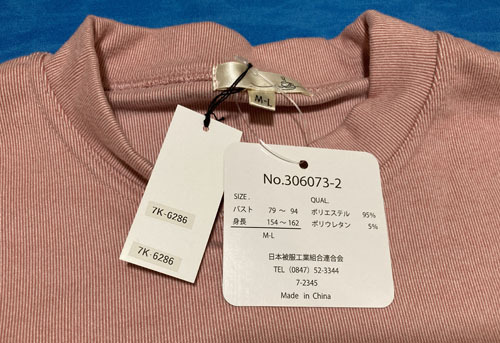 M-L
7K-6286
7K-6286
No.306073-2
SIZE. QUAL.
バスト 79 ～ 94 ポリエステル 95%
身長 154 ～ 162 ポリウレタン 5%
M-L
日本被服工業組合連合会
TEL (0847) 52-3344
7-2345
Made in China